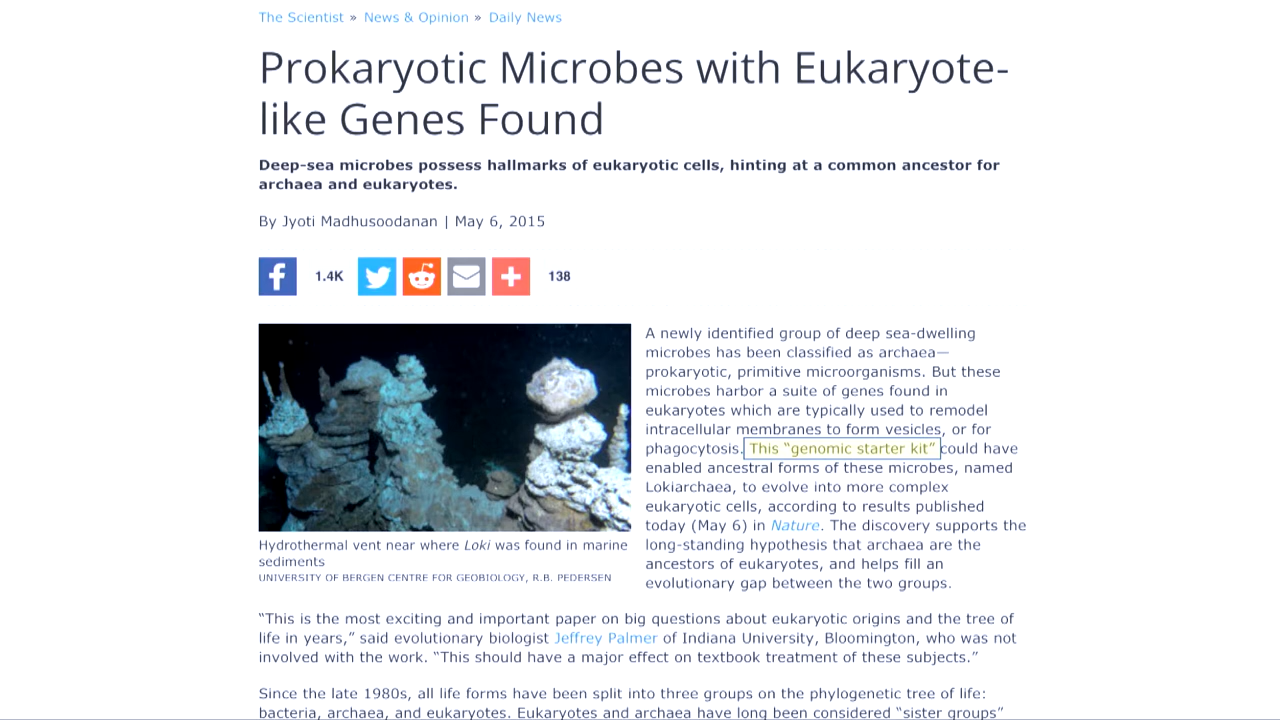 The Scientist » News & Opinion » Daily News
Prokaryotic Microbes with Eukaryote-
like Genes Found
Deep-sea microbes possess hallmarks of eukaryotic cells, hinting at a common ancestor for
archaea and eukaryotes.
By Jyoti Madhusoodanan | May 6, 2015
1.4K 138
A newly identified group of deep sea-dwelling
microbes has been classified as archaea—
prokaryotic, primitive microorganisms. But these
microbes harbor a suite of genes found in
eukaryotes which are typically used to remodel
intracellular membranes to form vesicles, or for
phagocytosis. This “genomic starter kit” could have
enabled ancestral forms of these microbes, named
Lokiarchaea, to evolve into more complex
eukaryotic cells, according to results published
today (May 6) in Nature. The discovery supports the
long-standing hypothesis that archaea are the
ancestors of eukaryotes, and helps fill an
evolutionary gap between the two groups.
Hydrothermal vent near where Loki was found in marine
sediments
UNIVERSITY OF BERGEN CENTRE FOR GEOBIOLOGY, R.B. PEDERSEN
“This is the most exciting and important paper on big questions about eukaryotic origins and the tree of
life in years,” said evolutionary biologist Jeffrey Palmer of Indiana University, Bloomington, who was not
involved with the work. “This should have a major effect on textbook treatment of these subjects.”
Since the late 1980s, all life forms have been split into three groups on the phylogenetic tree of life:
bacteria, archaea, and eukaryotes. Eukaryotes and archaea have long been considered “sister groups”